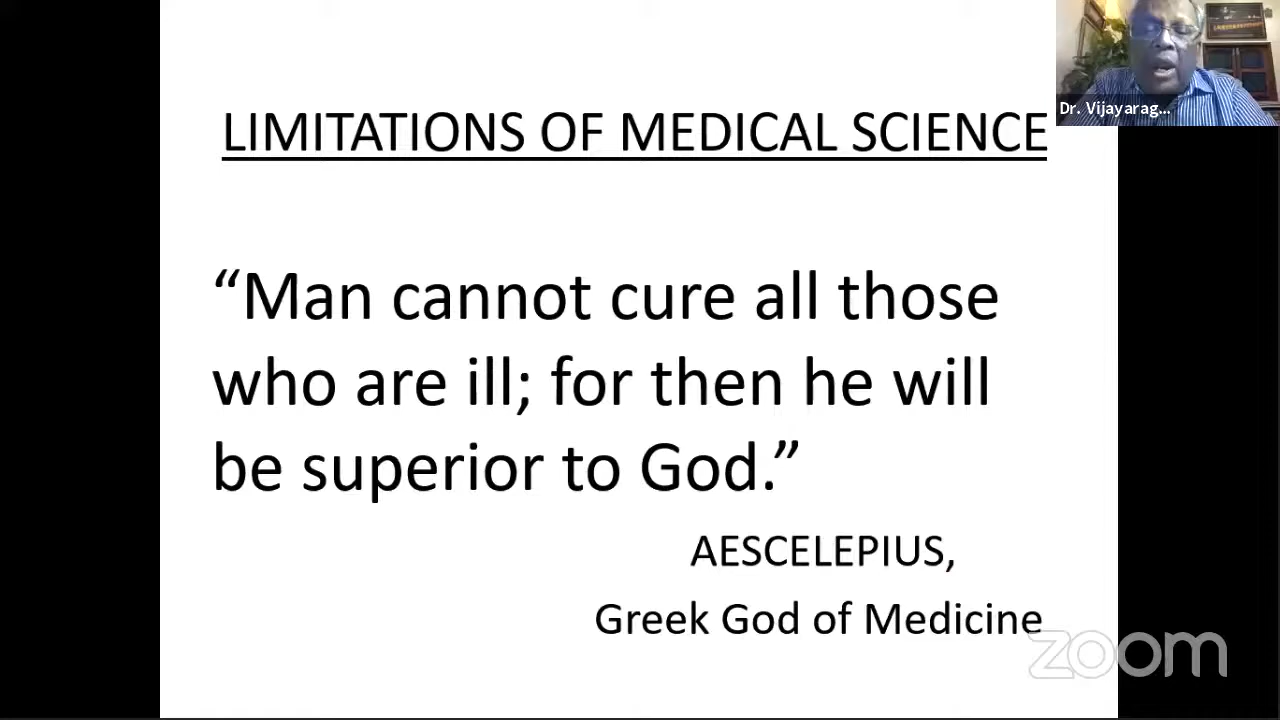 Dr. Vijayarag...
LIMITATIONS OF MEDICAL SCIENCE
“Man cannot cure all those
who are ill; for then he will
be superior to God.”
AESCELEPIUS,
Greek God of Medicine
zoom